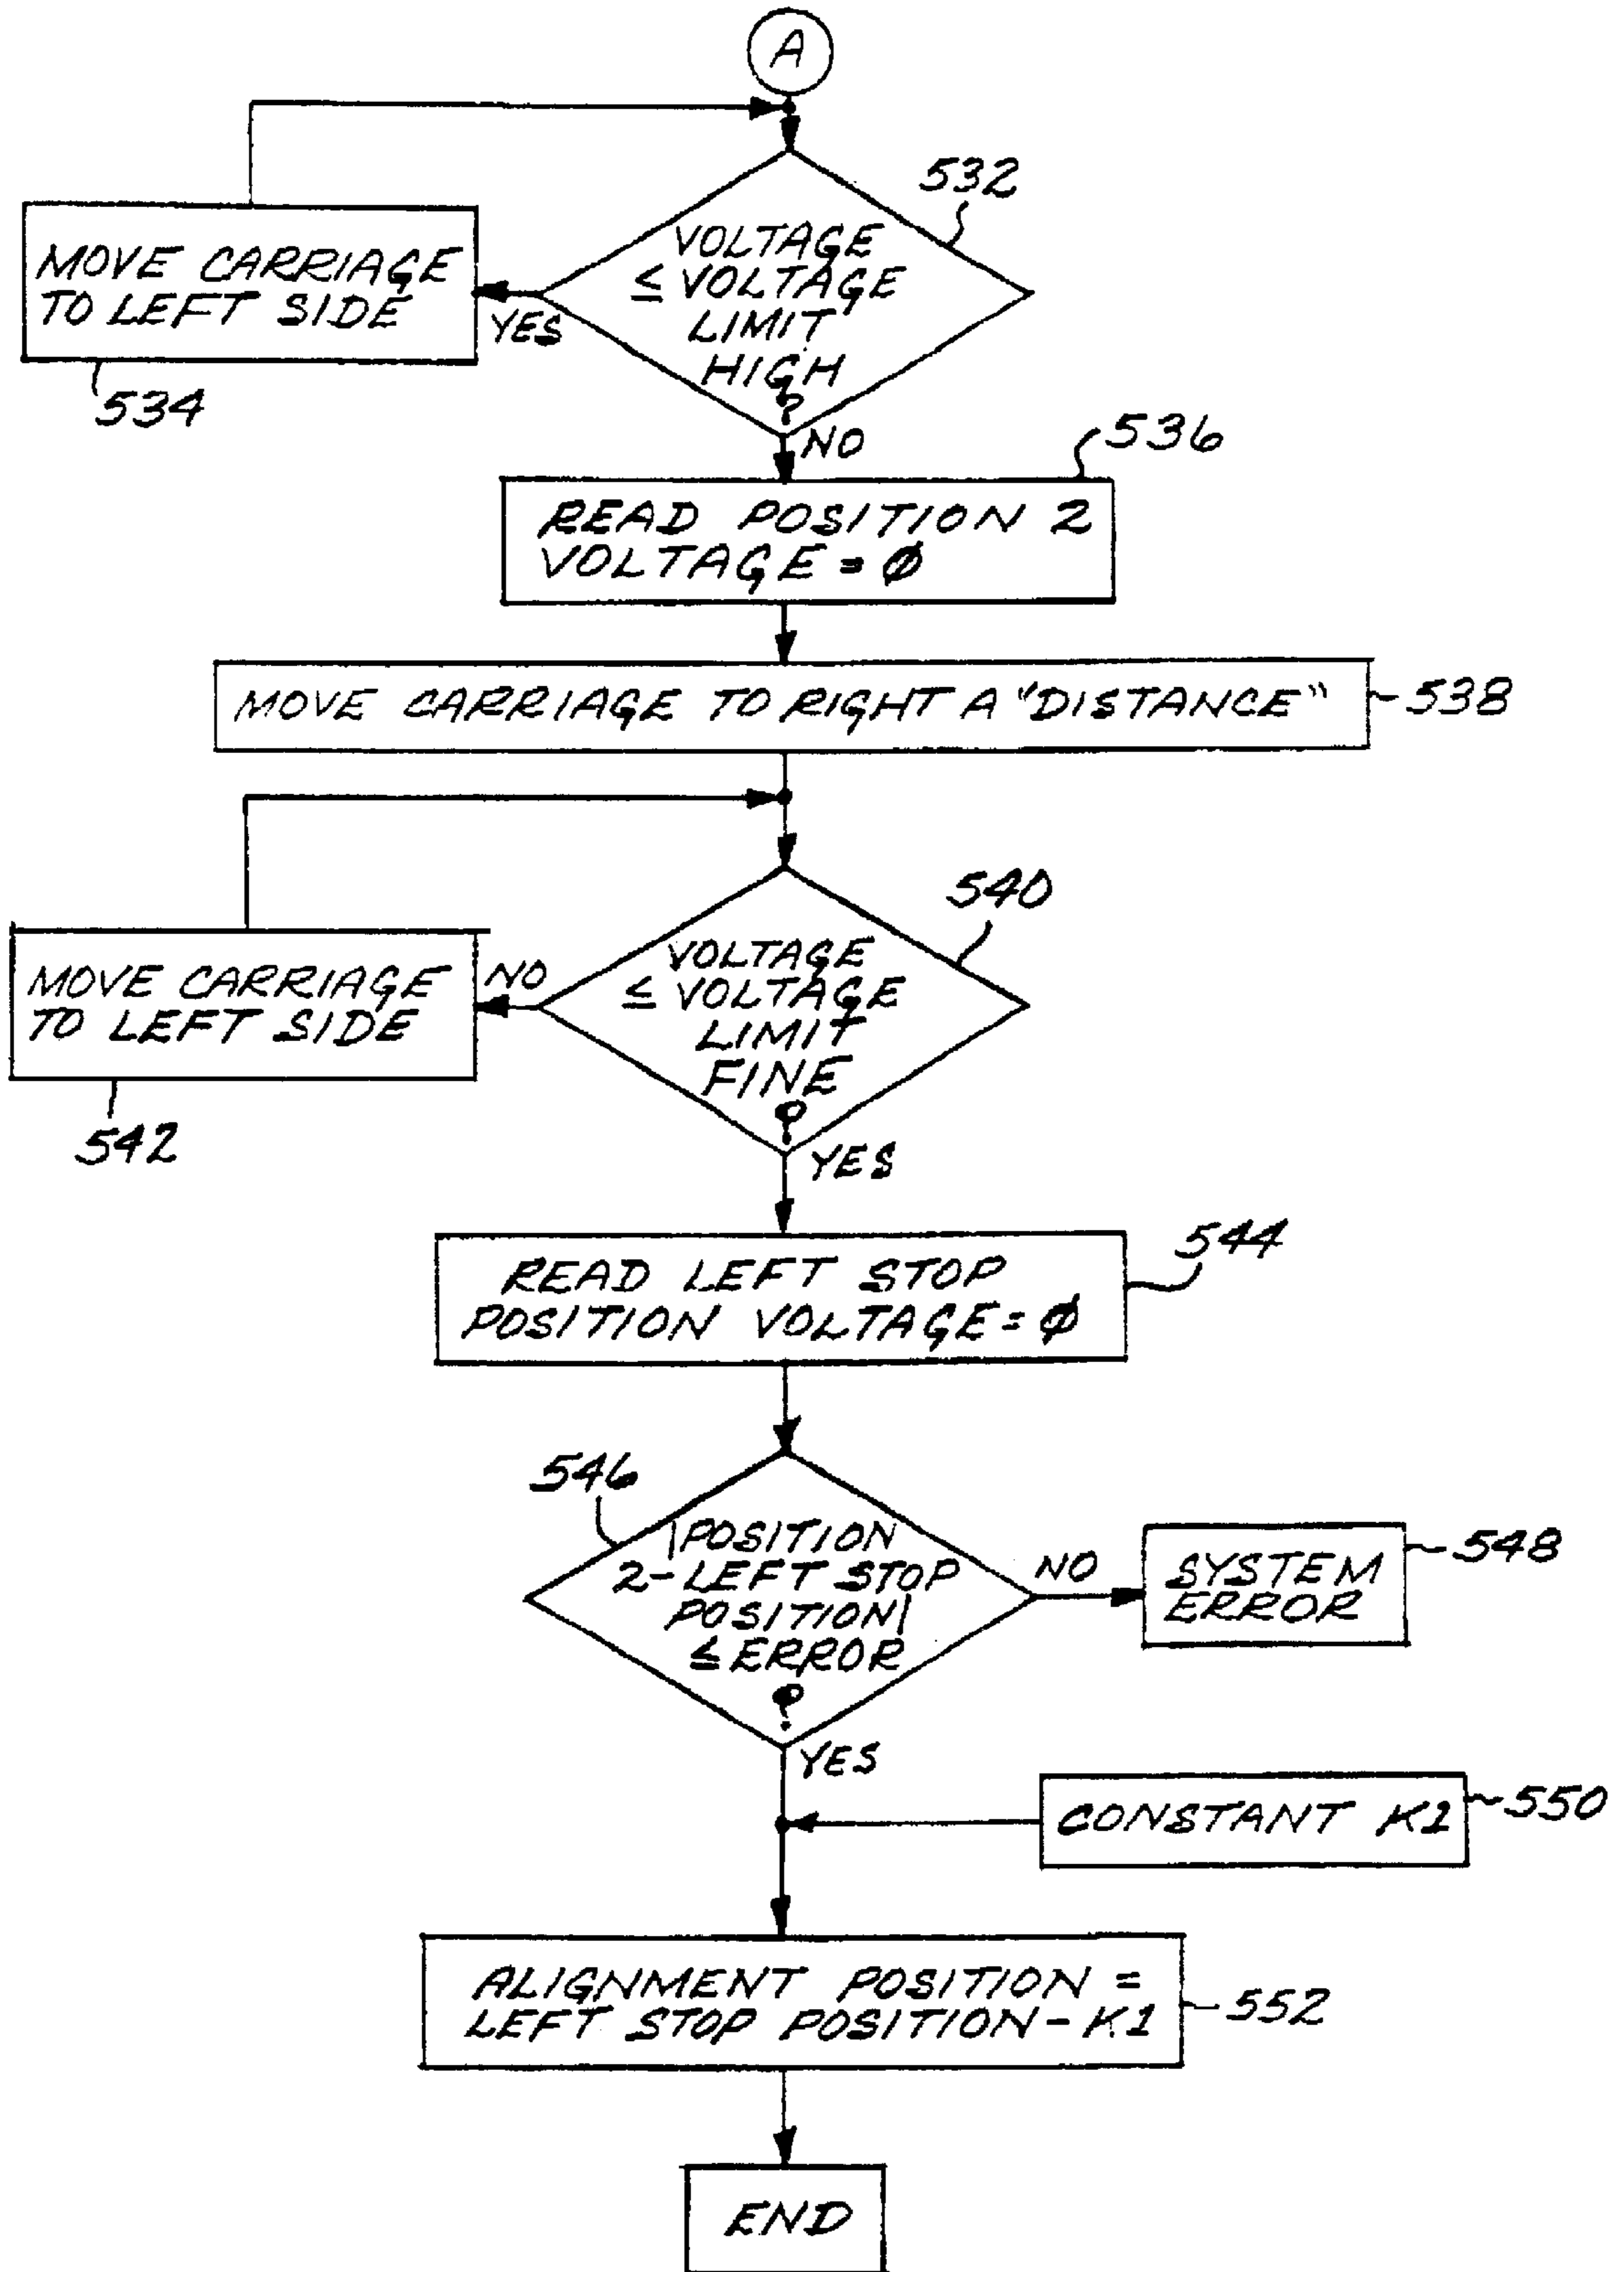 A
532
VOLTAGE
≤ VOLTAGE
LIMIT
HIGH
?
YES
MOVE CARRIAGE
TO LEFT SIDE
534
NO
536
READ POSITION 2
VOLTAGE = Ø
MOVE CARRIAGE TO RIGHT A "DISTANCE"
538
540
VOLTAGE
≤ VOLTAGE
LIMIT
FINE
?
NO
MOVE CARRIAGE
TO LEFT SIDE
542
YES
544
READ LEFT STOP
POSITION VOLTAGE = Ø
546
|POSITION
2-LEFT STOP
POSITION|
≤ ERROR
?
NO
SYSTEM
ERROR
548
YES
CONSTANT K1
550
ALIGNMENT POSITION =
LEFT STOP POSITION - K1
552
END